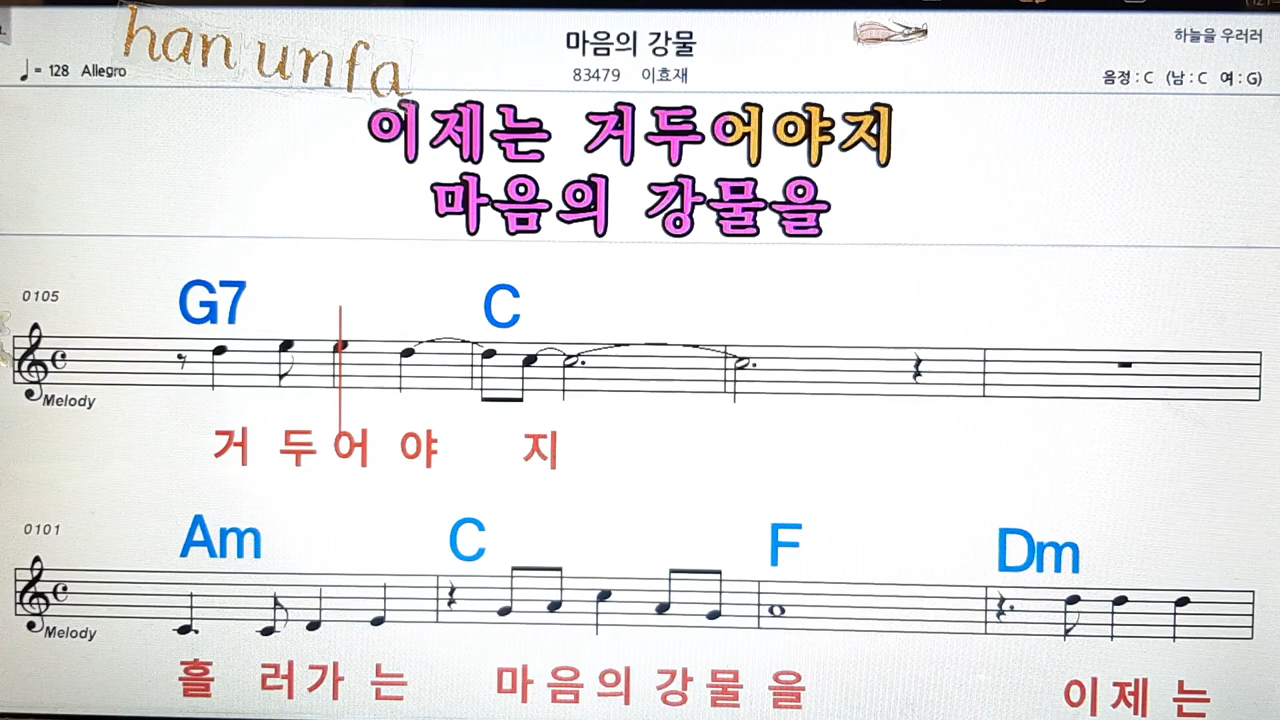 han unfa
마음의 강물
하늘을 우러러
♩= 128 Allegro
83479 이효재
음정 : C (남 : C 여 : G)
이제는 거두어야지
마음의 강물을
0105
G7 C
Melody
거 두 어 야 지
0101
Am C F Dm
Melody
흘 러 가 는 마 음 의 강 물 을 이 제 는